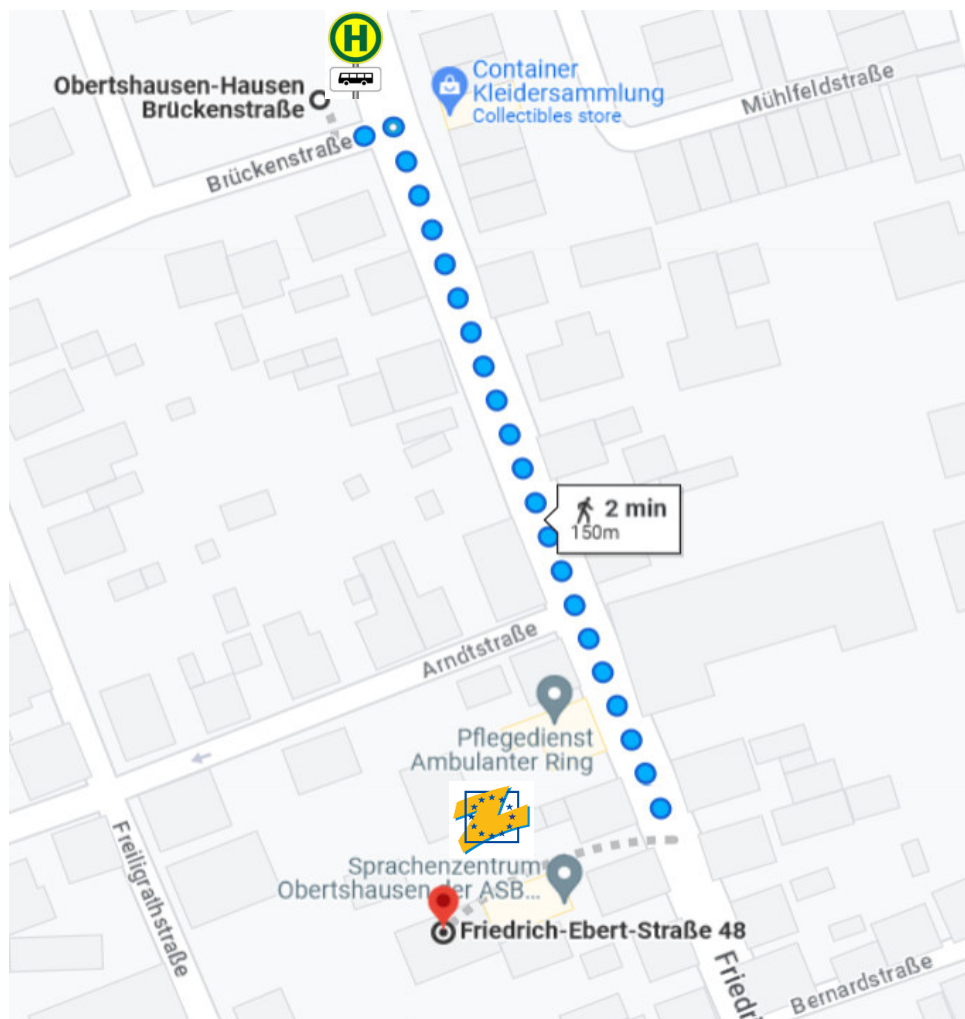 H
Obertshausen-Hausen
Brückenstraße
Container
Kleidersammlung
Collectibles store
Mühlfeldstraße
Brückenstraße
2 min
150m
Arndtstraße
Pflegedienst
Ambulanter Ring
Freiligrathstraße
Sprachenzentrum
Obertshausen der ASB...
Friedrich-Ebert-Straße 48
Friedri
Bernardstraße